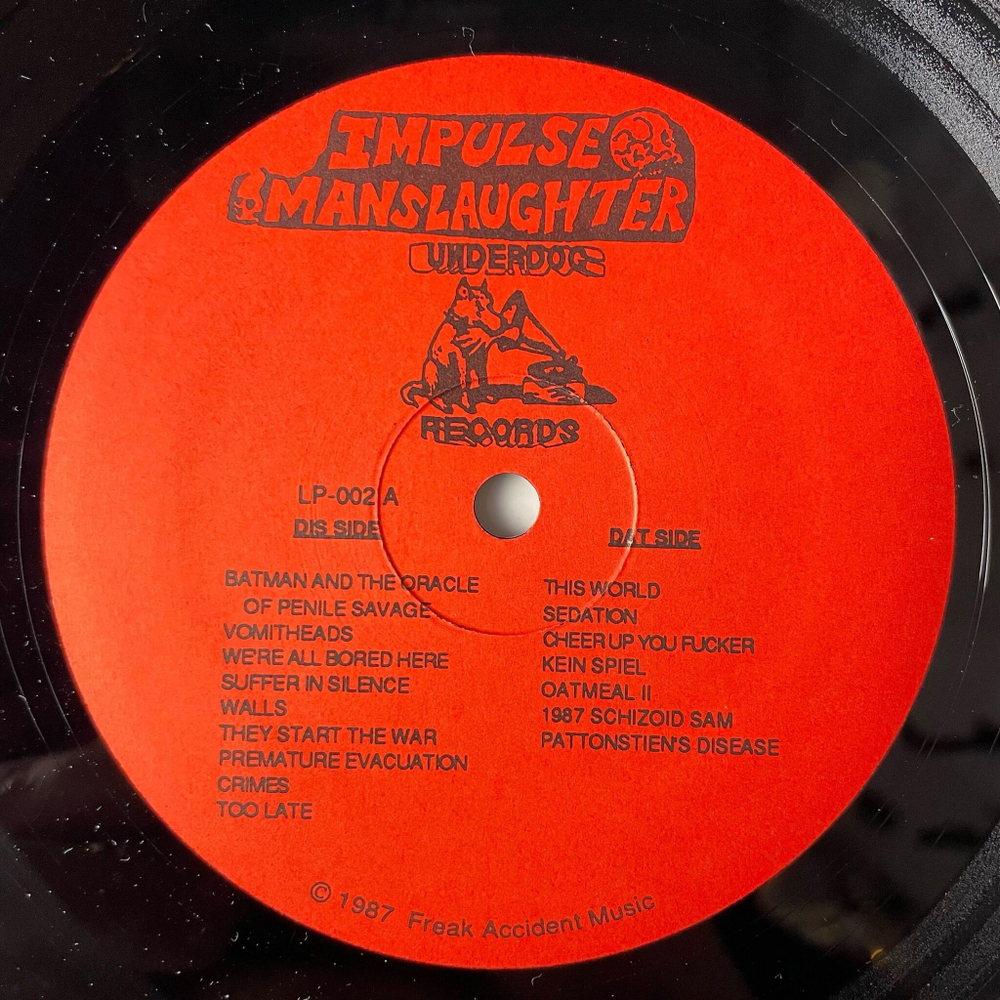 IMPULSE
MANSLAUGHTER
UNDERDOG
RECORDS
LP-002 A
DIS SIDE
BATMAN AND THE ORACLE
OF PENILE SAVAGE
VOMITHEADS
WE'RE ALL BORED HERE
SUFFER IN SILENCE
WALLS
THEY START THE WAR
PREMATURE EVACUATION
CRIMES
TOO LATE
DAT SIDE
THIS WORLD
SEDATION
CHEER UP YOU FUCKER
KEIN SPIEL
OATMEAL II
1987 SCHIZOID SAM
PATTONSTIEN'S DISEASE
© 1987 Freak Accident Music